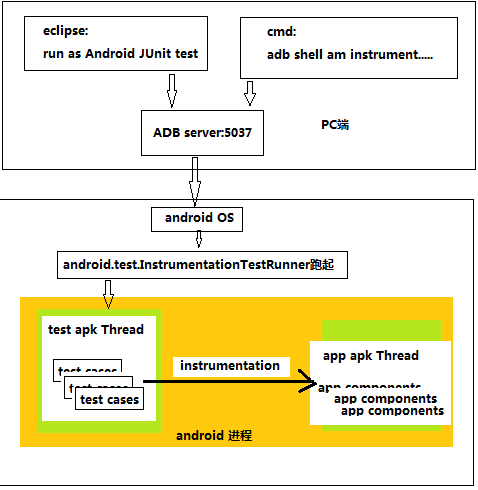 eclipse:
run as Android JUnit test
cmd:
adb shell am instrument.....
ADB server:5037
PC端
android OS
android.test.InstrumentationTestRunner跑起
test apk Thread
test cases
test cases
test cases
instrumentation
app apk Thread
app components
app components
app components
android 进程